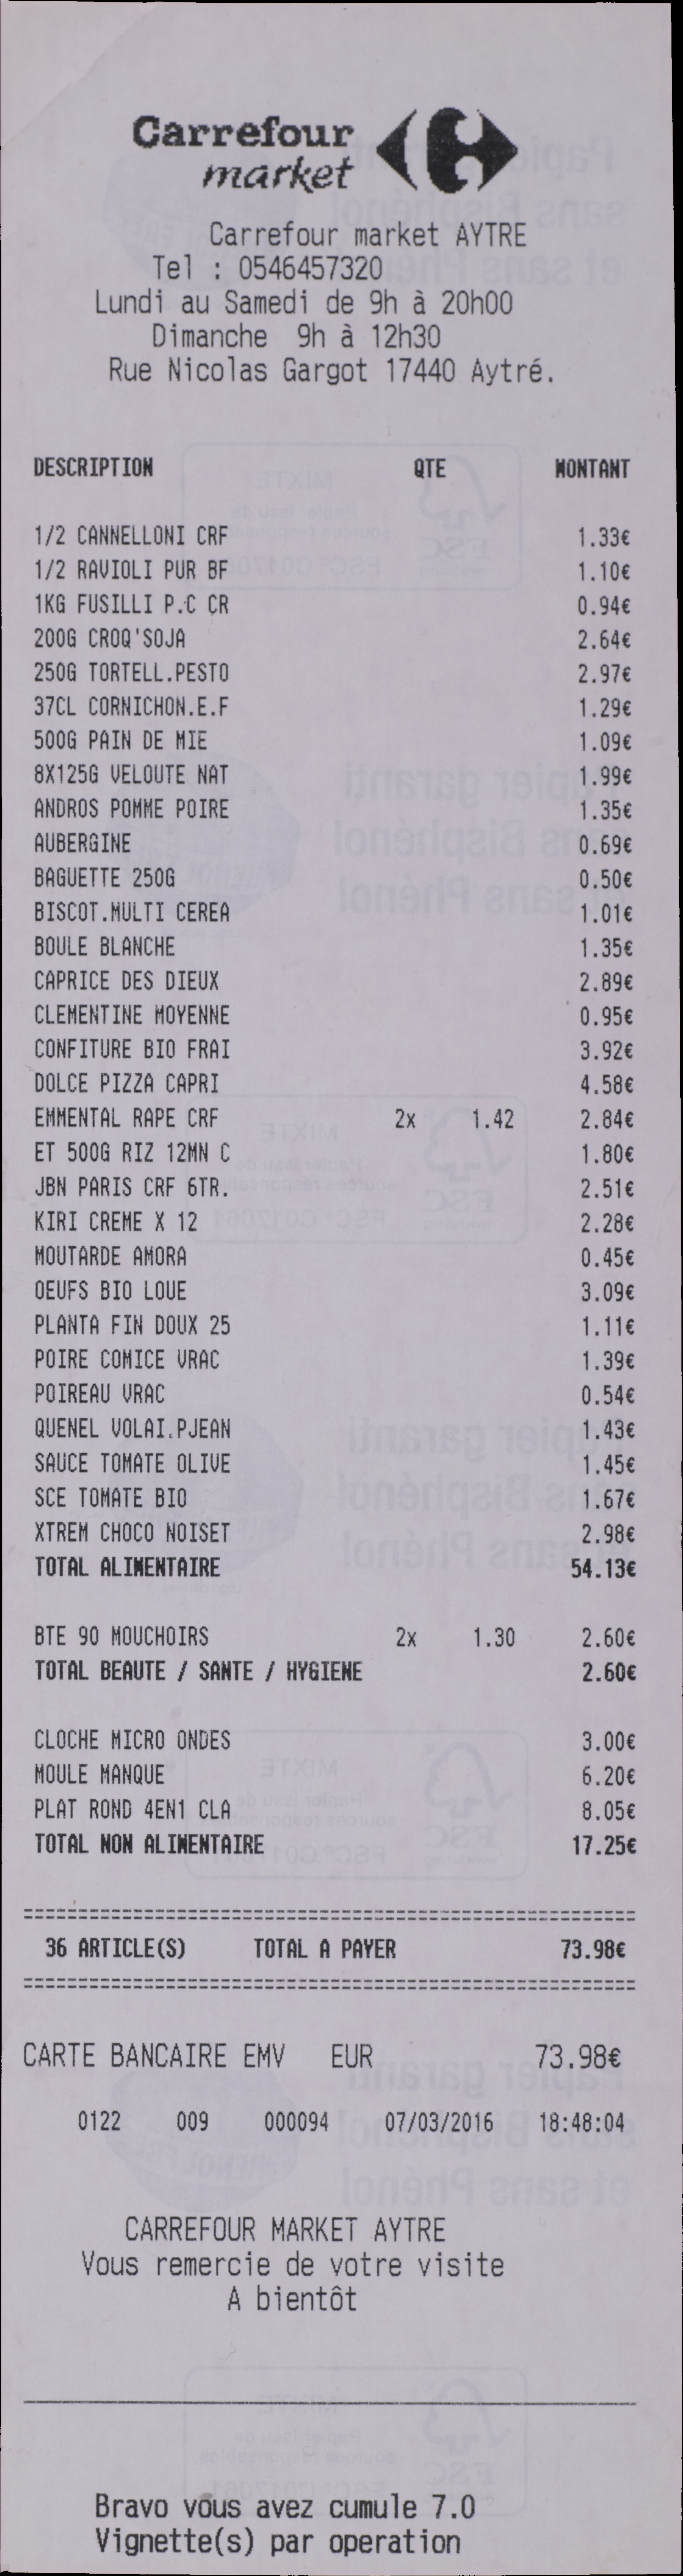 Carrefour
market
Carrefour market AYTRE
Tel : 0546457320
Lundi au Samedi de 9h à 20h00
Dimanche 9h à 12h30
Rue Nicolas Gargot 17440 Aytré.
DESCRIPTION QTE MONTANT
1/2 CANNELLONI CRF 1.33€
1/2 RAVIOLI PUR BF 1.10€
1KG FUSILLI P.C CR 0.94€
200G CROQ'SOJA 2.64€
250G TORTELL.PESTO 2.97€
37CL CORNICHON.E.F 1.29€
500G PAIN DE MIE 1.09€
8X125G VELOUTE NAT 1.99€
ANDROS POMME POIRE 1.35€
AUBERGINE 0.69€
BAGUETTE 250G 0.50€
BISCOT.MULTI CEREA 1.01€
BOULE BLANCHE 1.35€
CAPRICE DES DIEUX 2.89€
CLEMENTINE MOYENNE 0.95€
CONFITURE BIO FRAI 3.92€
DOLCE PIZZA CAPRI 4.58€
EMMENTAL RAPE CRF 2x 1.42 2.84€
ET 500G RIZ 12MN C 1.80€
JBN PARIS CRF 6TR. 2.51€
KIRI CREME X 12 2.28€
MOUTARDE AMORA 0.45€
OEUFS BIO LOUE 3.09€
PLANTA FIN DOUX 25 1.11€
POIRE COMICE VRAC 1.39€
POIREAU VRAC 0.54€
QUENEL VOLAI.PJEAN 1.43€
SAUCE TOMATE OLIVE 1.45€
SCE TOMATE BIO 1.67€
XTREM CHOCO NOISET 2.98€
TOTAL ALIMENTAIRE 54.13€
BTE 90 MOUCHOIRS 2x 1.30 2.60€
TOTAL BEAUTE / SANTE / HYGIENE 2.60€
CLOCHE MICRO ONDES 3.00€
MOULE MANQUE 6.20€
PLAT ROND 4EN1 CLA 8.05€
TOTAL NON ALIMENTAIRE 17.25€
36 ARTICLE(S) TOTAL A PAYER 73.98€
CARTE BANCAIRE EMV EUR 73.98€
0122 009 000094 07/03/2016 18:48:04
CARREFOUR MARKET AYTRE
Vous remercie de votre visite
A bientôt
Bravo vous avez cumule 7.0
Vignette(s) par operation